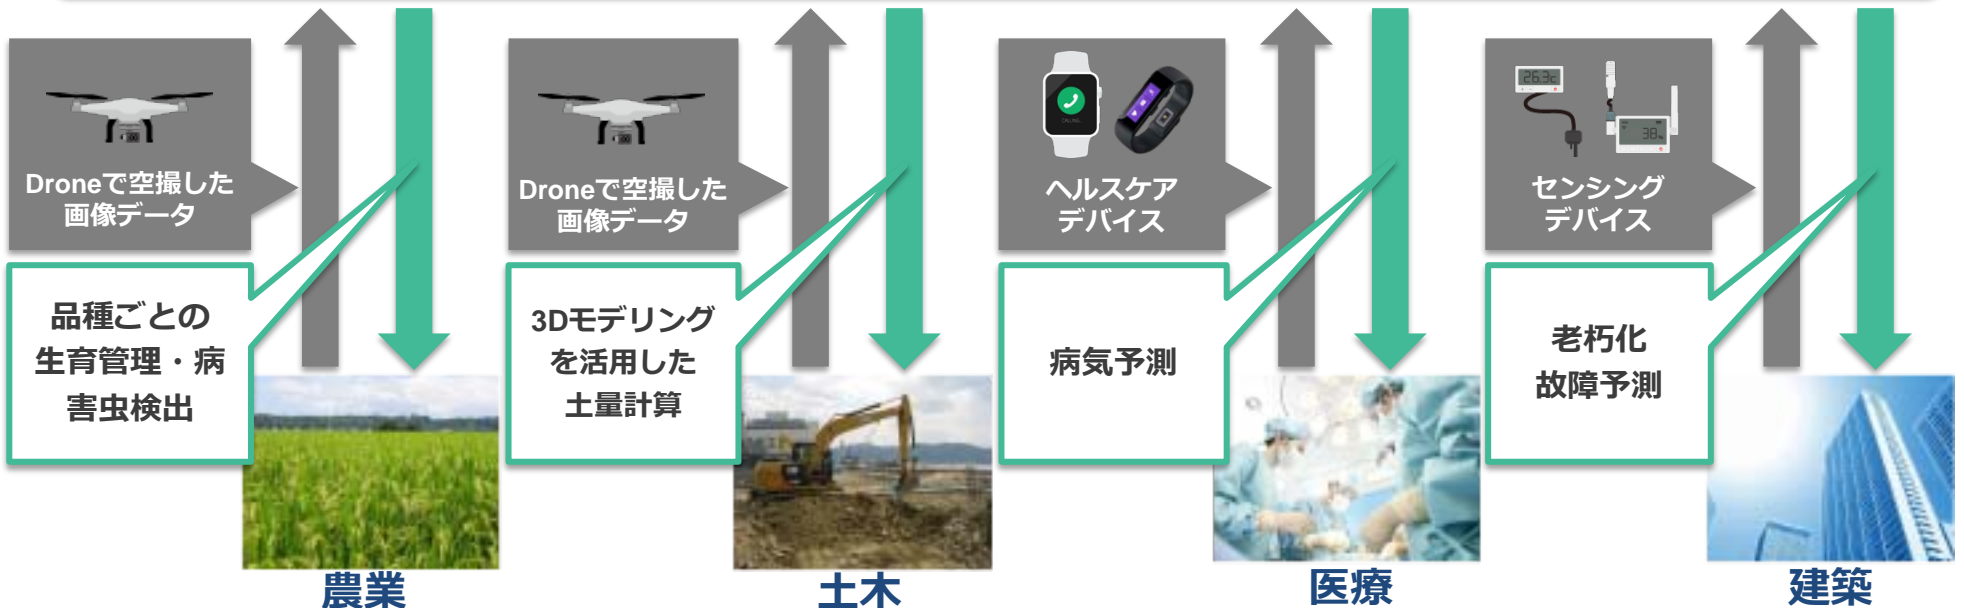 Droneで空撮した
画像データ
Droneで空撮した
画像データ
ヘルスケア
デバイス
センシング
デバイス
26.3c
38%
品種ごとの
生育管理・病
害虫検出
3Dモデリング
を活用した
土量計算
病気予測
老朽化
故障予測
農業
土木
医療
建築